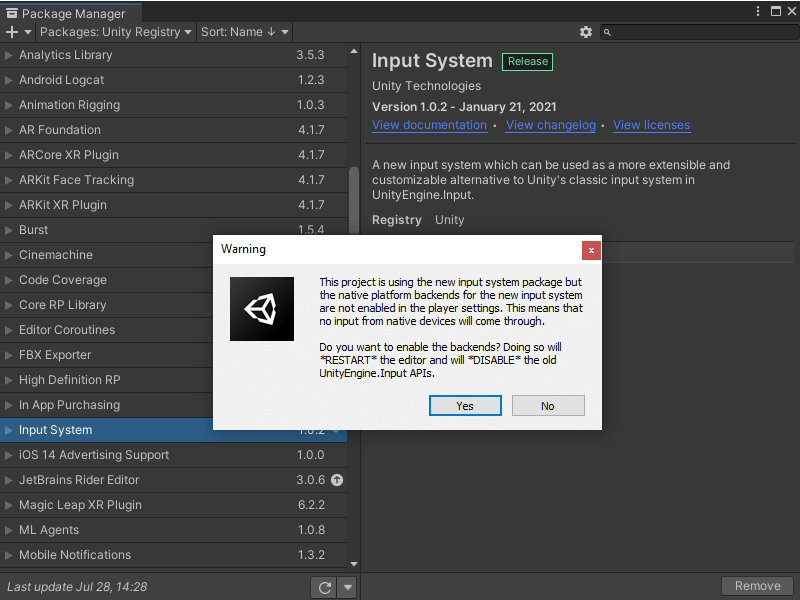 Package Manager
Packages: Unity Registry
Sort: Name ↓
Analytics Library 3.5.3
Android Logcat 1.2.3
Animation Rigging 1.0.3
AR Foundation 4.1.7
ARCore XR Plugin 4.1.7
ARKit Face Tracking 4.1.7
ARKit XR Plugin 4.1.7
Burst 1.5.4
Cinemachine
Code Coverage
Core RP Library
Editor Coroutines
FBX Exporter
High Definition RP
In App Purchasing
Input System 1.0.2
iOS 14 Advertising Support 1.0.0
JetBrains Rider Editor 3.0.6
Magic Leap XR Plugin 6.2.2
ML Agents 1.0.8
Mobile Notifications 1.3.2
Last update Jul 28, 14:28
Input System Release
Unity Technologies
Version 1.0.2 - January 21, 2021
View documentation • View changelog • View licenses
A new input system which can be used as a more extensible and
customizable alternative to Unity's classic input system in
UnityEngine.Input.
Registry Unity
Warning
x
This project is using the new input system package but
the native platform backends for the new input system
are not enabled in the player settings. This means that
no input from native devices will come through.
Do you want to enable the backends? Doing so will
*RESTART* the editor and will *DISABLE* the old
UnityEngine.Input APIs.
Yes No
Remove